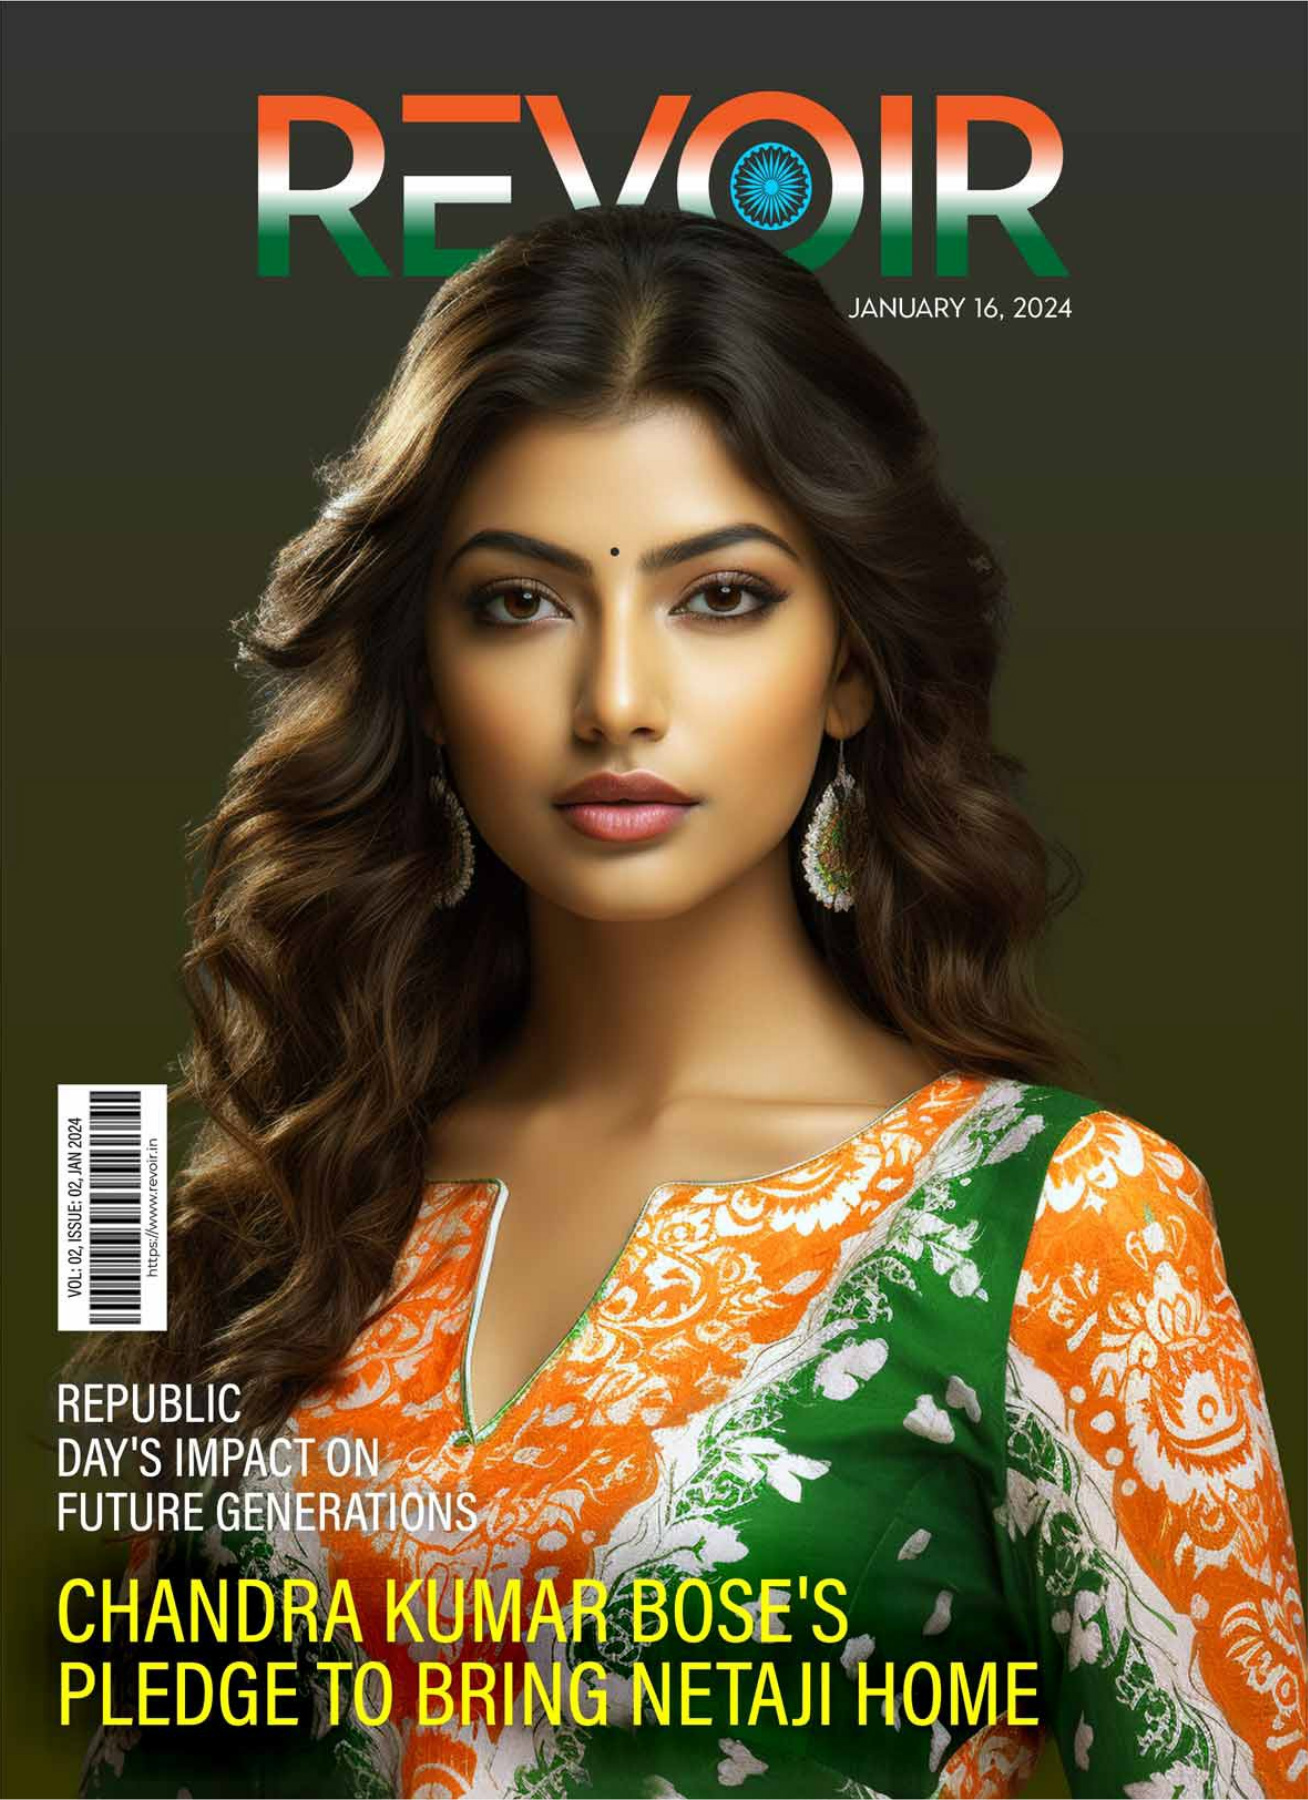 REVOIR
JANUARY 16, 2024
VOL: 02, ISSUE: 02, JAN 2024
https://www.revoir.in
REPUBLIC
DAY'S IMPACT ON
FUTURE GENERATIONS
CHANDRA KUMAR BOSE'S
PLEDGE TO BRING NETAJI HOME